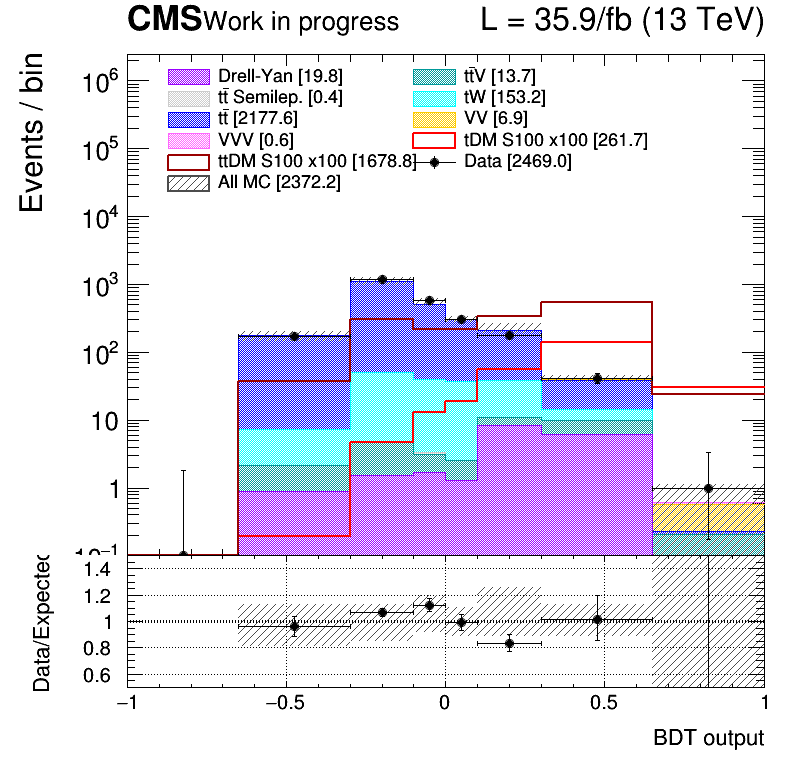 CMS Work in progress L = 35.9/fb (13 TeV)
Events / bin
Drell-Yan [19.8] tt̄V [13.7]
tt̄ Semilep. [0.4] tW [153.2]
tt̄ [2177.6] VV [6.9]
VVV [0.6] tDM S100 x100 [261.7]
ttDM S100 x100 [1678.8] Data [2469.0]
All MC [2372.2]
10⁶
10⁵
10⁴
10³
10²
10
1
10⁻¹
Data/Expected
1.4
1.2
1
0.8
0.6
−1 −0.5 0 0.5 1
BDT output